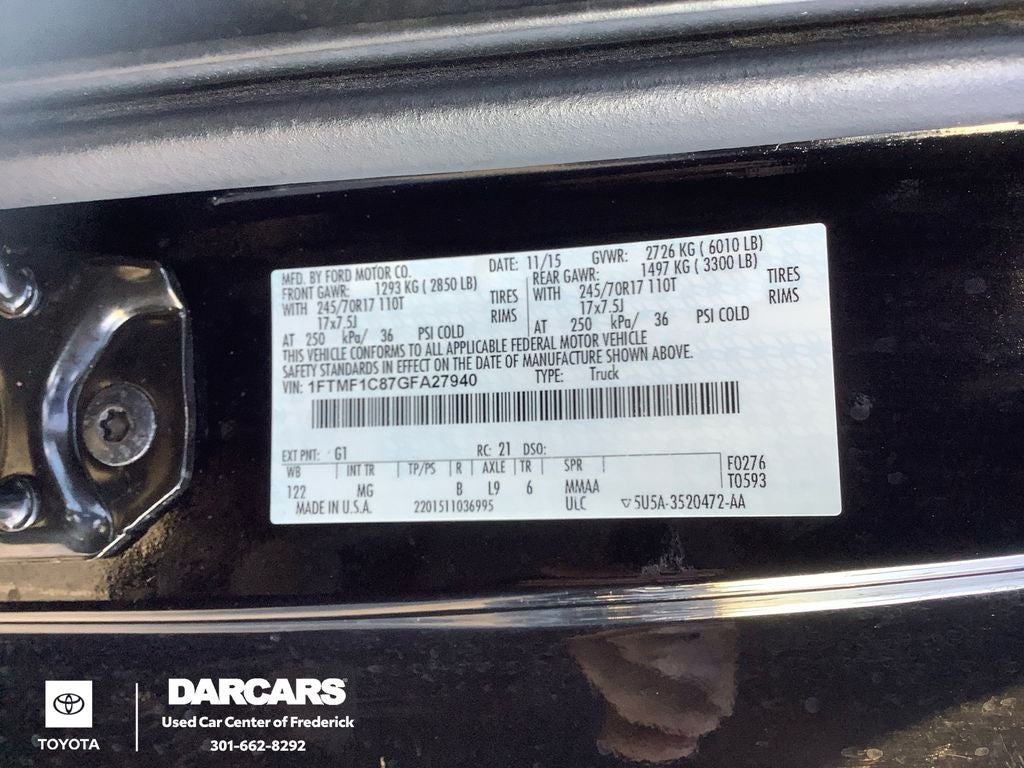 MFD. BY FORD MOTOR CO. DATE: 11/15 GVWR: 2726 KG ( 6010 LB)
FRONT GAWR: 1293 KG ( 2850 LB) REAR GAWR: 1497 KG ( 3300 LB)
WITH 245/70R17 110T TIRES WITH 245/70R17 110T TIRES
17x7.5J RIMS 17x7.5J RIMS
AT 250 kPa/ 36 PSI COLD AT 250 kPa/ 36 PSI COLD
THIS VEHICLE CONFORMS TO ALL APPLICABLE FEDERAL MOTOR VEHICLE
SAFETY STANDARDS IN EFFECT ON THE DATE OF MANUFACTURE SHOWN ABOVE.
VIN: 1FTMF1C87GFA27940 TYPE: Truck
EXT PNT: G1 RC: 21 DSO:
WB INT TR TP/PS R AXLE TR SPR F0276
122 MG B L9 6 MMAA T0593
MADE IN U.S.A. 2201511036995 ULC ▽5U5A-3520472-AA
DARCARS
Used Car Center of Frederick
TOYOTA 301-662-8292